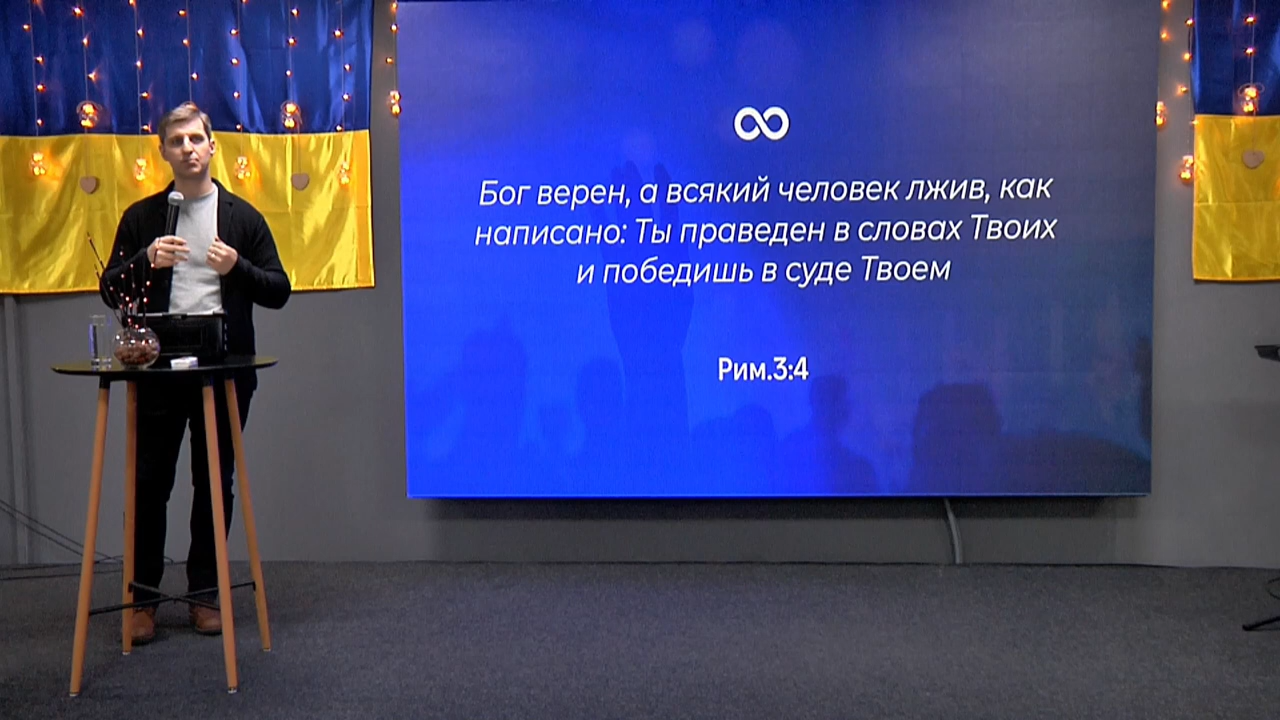 Бог верен, а всякий человек лжив, как
написано: Ты праведен в словах Твоих
и победишь в суде Твоем
Рим.3:4